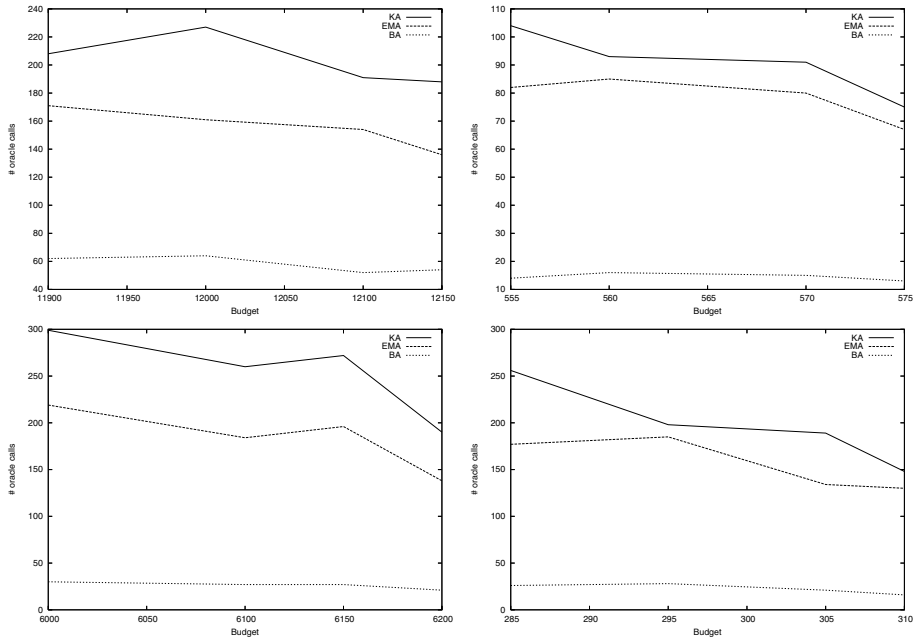 240
220
200
180
160
140
120
100
80
60
40
# oracle calls
11900 11950 12000 12050 12100 12150
Budget
KA
EMA
BA
110
100
90
80
70
60
50
40
30
20
10
# oracle calls
555 560 565 570 575
Budget
KA
EMA
BA
300
250
200
150
100
50
0
# oracle calls
6000 6050 6100 6150 6200
Budget
KA
EMA
BA
300
250
200
150
100
50
0
# oracle calls
285 290 295 300 305 310
Budget
KA
EMA
BA